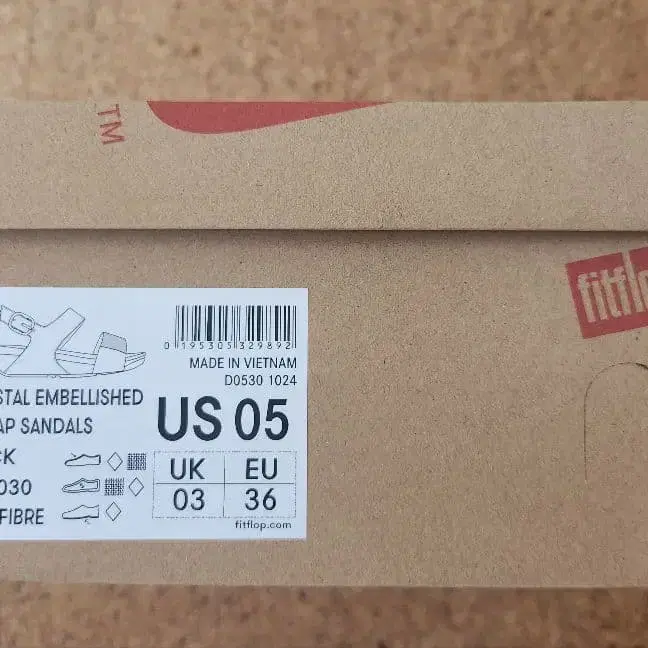 TM
fitflo
0 195305 329892
MADE IN VIETNAM
D0530 1024
STAL EMBELLISHED
AP SANDALS
US 05
CK
030
FIBRE
UK EU
03 36
fitflop.com